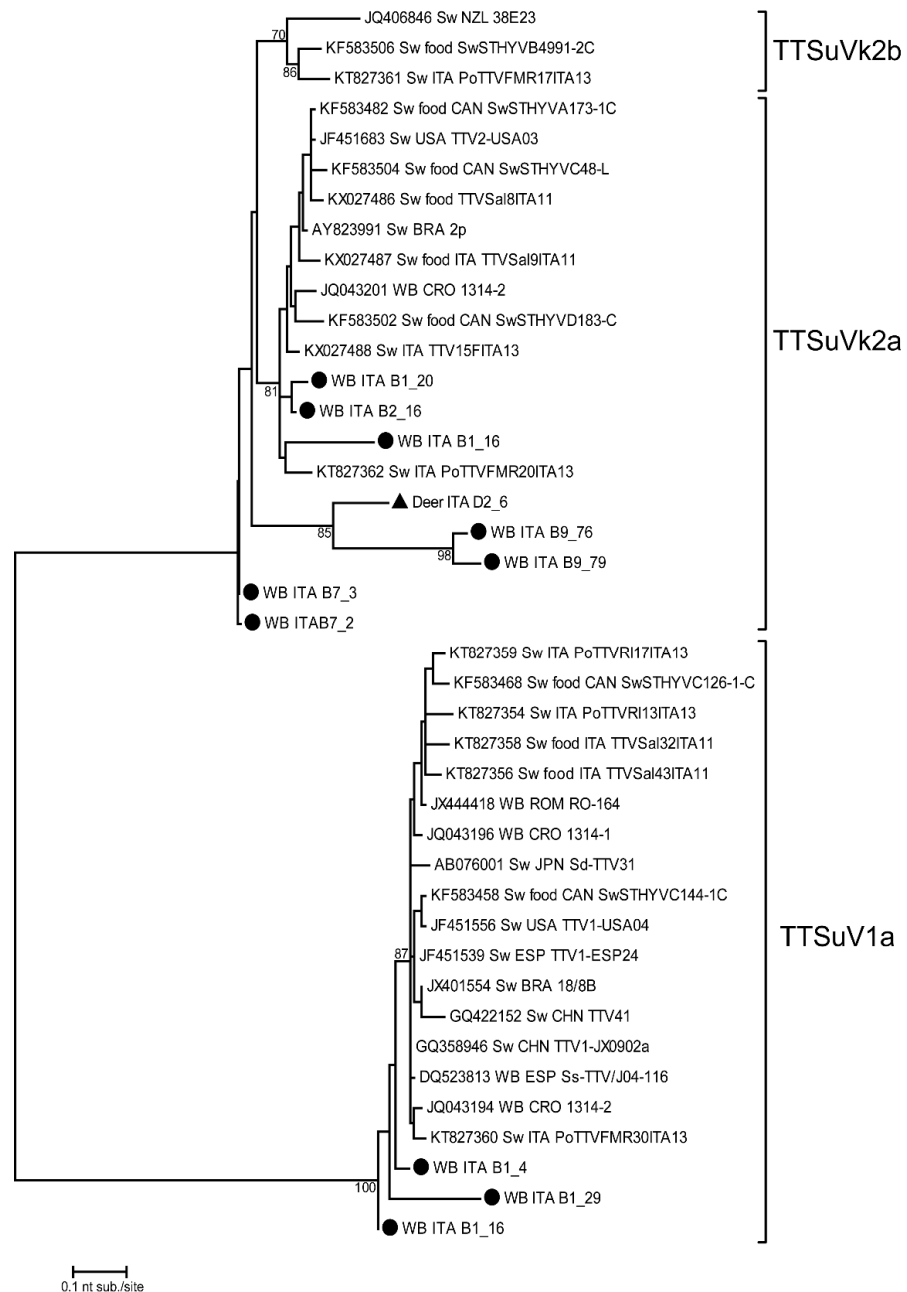 JQ406846 Sw NZL 38E23
70
KF583506 Sw food SwSTHYVB4991-2C
TTSuVk2b
86
KT827361 Sw ITA PoTTVFMR17ITA13
KF583482 Sw food CAN SwSTHYVA173-1C
JF451683 Sw USA TTV2-USA03
KF583504 Sw food CAN SwSTHYVC48-L
KX027486 Sw food TTVSal8ITA11
AY823991 Sw BRA 2p
KX027487 Sw food ITA TTVSal9ITA11
JQ043201 WB CRO 1314-2
KF583502 Sw food CAN SwSTHYVD183-C
TTSuVk2a
KX027488 Sw ITA TTV15FITA13
WB ITA B1_20
81
WB ITA B2_16
WB ITA B1_16
KT827362 Sw ITA PoTTVFMR20ITA13
Deer ITA D2_6
85
WB ITA B9_76
98
WB ITA B9_79
WB ITA B7_3
WB ITAB7_2
KT827359 Sw ITA PoTTVRI17ITA13
KF583468 Sw food CAN SwSTHYVC126-1-C
KT827354 Sw ITA PoTTVRI13ITA13
KT827358 Sw food ITA TTVSal32ITA11
KT827356 Sw food ITA TTVSal43ITA11
JX444418 WB ROM RO-164
JQ043196 WB CRO 1314-1
AB076001 Sw JPN Sd-TTV31
KF583458 Sw food CAN SwSTHYVC144-1C
JF451556 Sw USA TTV1-USA04
TTSuV1a
87
JF451539 Sw ESP TTV1-ESP24
JX401554 Sw BRA 18/8B
GQ422152 Sw CHN TTV41
GQ358946 Sw CHN TTV1-JX0902a
DQ523813 WB ESP Ss-TTV/J04-116
JQ043194 WB CRO 1314-2
KT827360 Sw ITA PoTTVFMR30ITA13
WB ITA B1_4
100
WB ITA B1_29
WB ITA B1_16
0.1 nt sub./site